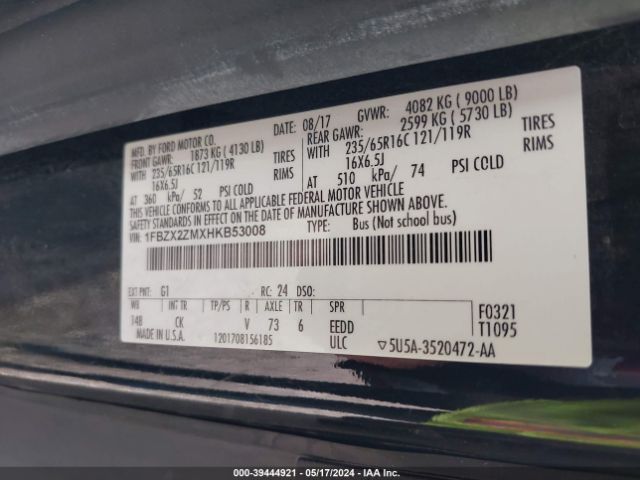 MFD. BY FORD MOTOR CO.
DATE: 08/17 GVWR: 4082 KG ( 9000 LB)
FRONT GAWR: 1873 KG ( 4130 LB) REAR GAWR: 2599 KG ( 5730 LB)
WITH 235/65R16C 121/119R TIRES WITH 235/65R16C 121/119R TIRES
16X6.5J RIMS 16X6.5J RIMS
AT 360 kPa/ 52 PSI COLD AT 510 kPa/ 74 PSI COLD
THIS VEHICLE CONFORMS TO ALL APPLICABLE FEDERAL MOTOR VEHICLE
SAFETY STANDARDS IN EFFECT ON THE DATE OF MANUFACTURE SHOWN ABOVE.
VIN: 1FBZX2ZMXHKB53008 TYPE: Bus (Not school bus)
EXT PNT: G1 RC: 24 DSO:
WB INT TR TP/PS R AXLE TR SPR
148 CK V 73 6 EEDD F0321
MADE IN U.S.A. 1201708156185 ULC T1095
▽5U5A-3520472-AA
000-39444921 - 05/17/2024 - IAA Inc.